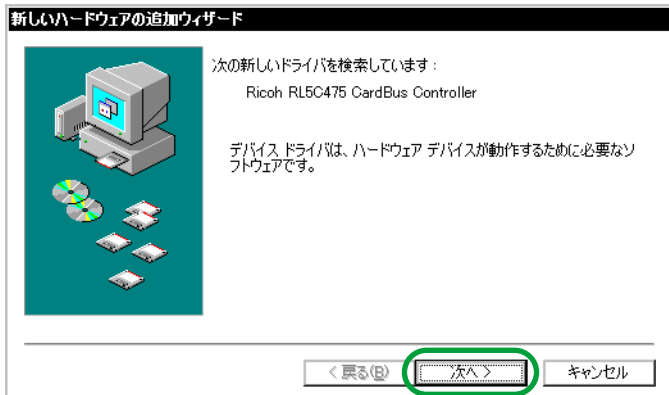 新しいハードウェアの追加ウィザード
次の新しいドライバを検索しています：
Ricoh RL5C475 CardBus Controller
デバイス ドライバは、ハードウェア デバイスが動作するために必要なソ
フトウェアです。
< 戻る(B)
次へ >
キャンセル